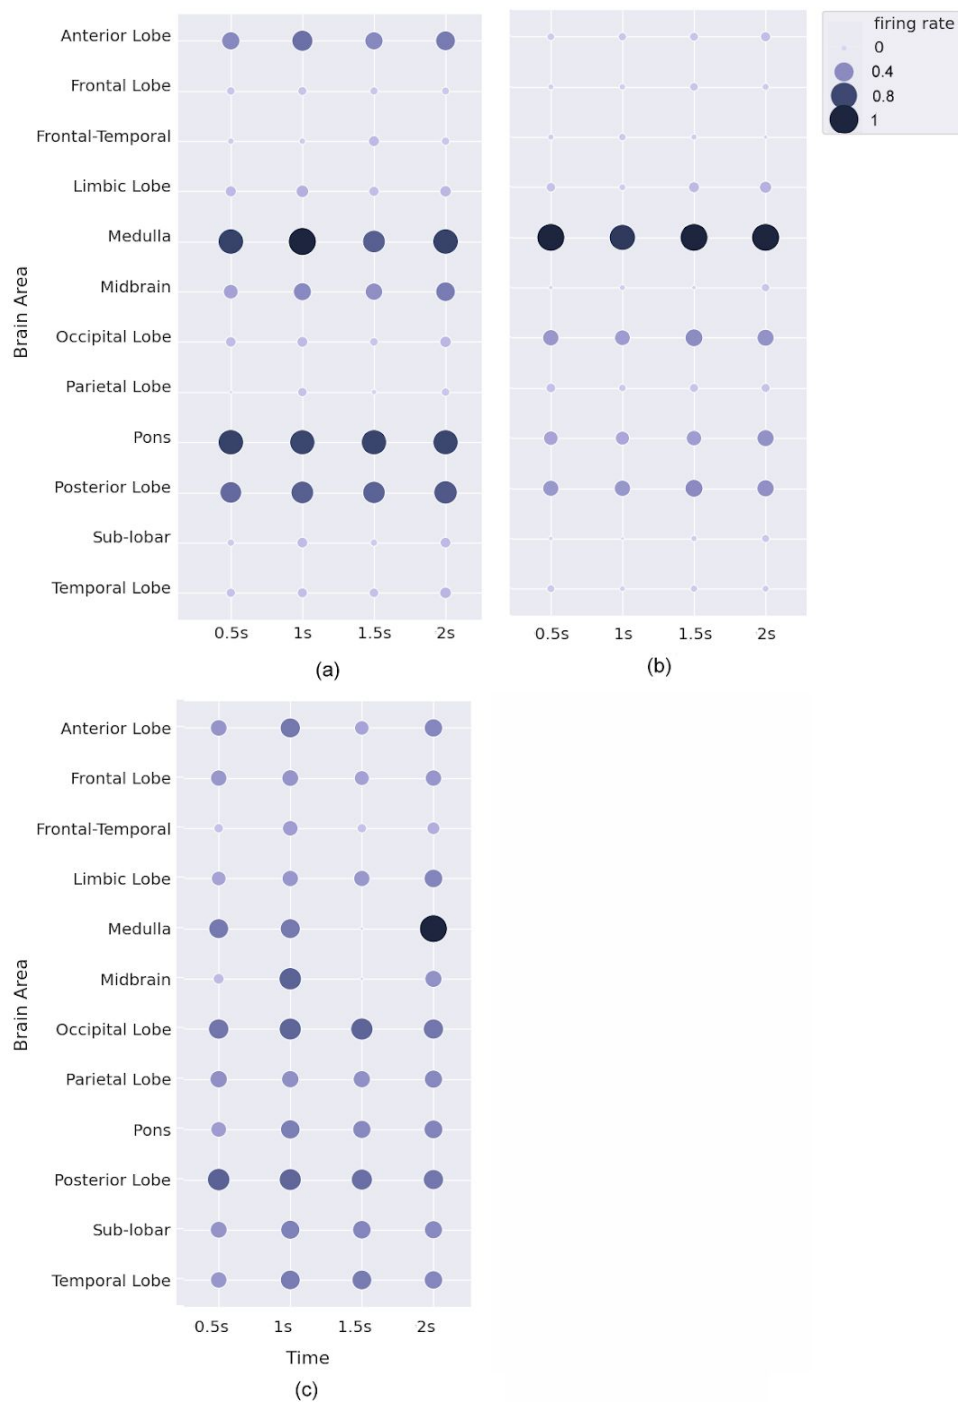 firing rate
0
0.4
0.8
1
Brain Area
Anterior Lobe
Frontal Lobe
Frontal-Temporal
Limbic Lobe
Medulla
Midbrain
Occipital Lobe
Parietal Lobe
Pons
Posterior Lobe
Sub-lobar
Temporal Lobe
0.5s 1s 1.5s 2s
(a)
0.5s 1s 1.5s 2s
(b)
Brain Area
Anterior Lobe
Frontal Lobe
Frontal-Temporal
Limbic Lobe
Medulla
Midbrain
Occipital Lobe
Parietal Lobe
Pons
Posterior Lobe
Sub-lobar
Temporal Lobe
0.5s 1s 1.5s 2s
Time
(c)